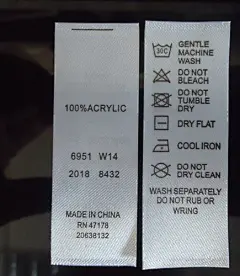 100%ACRYLIC
6951 W14
2018 8432
MADE IN CHINA
RN 47178
20638132
30C
GENTLE
MACHINE
WASH
DO NOT
BLEACH
DO NOT
TUMBLE
DRY
DRY FLAT
COOL IRON
DO NOT
DRY CLEAN
WASH SEPARATELY
DO NOT RUB OR
WRING